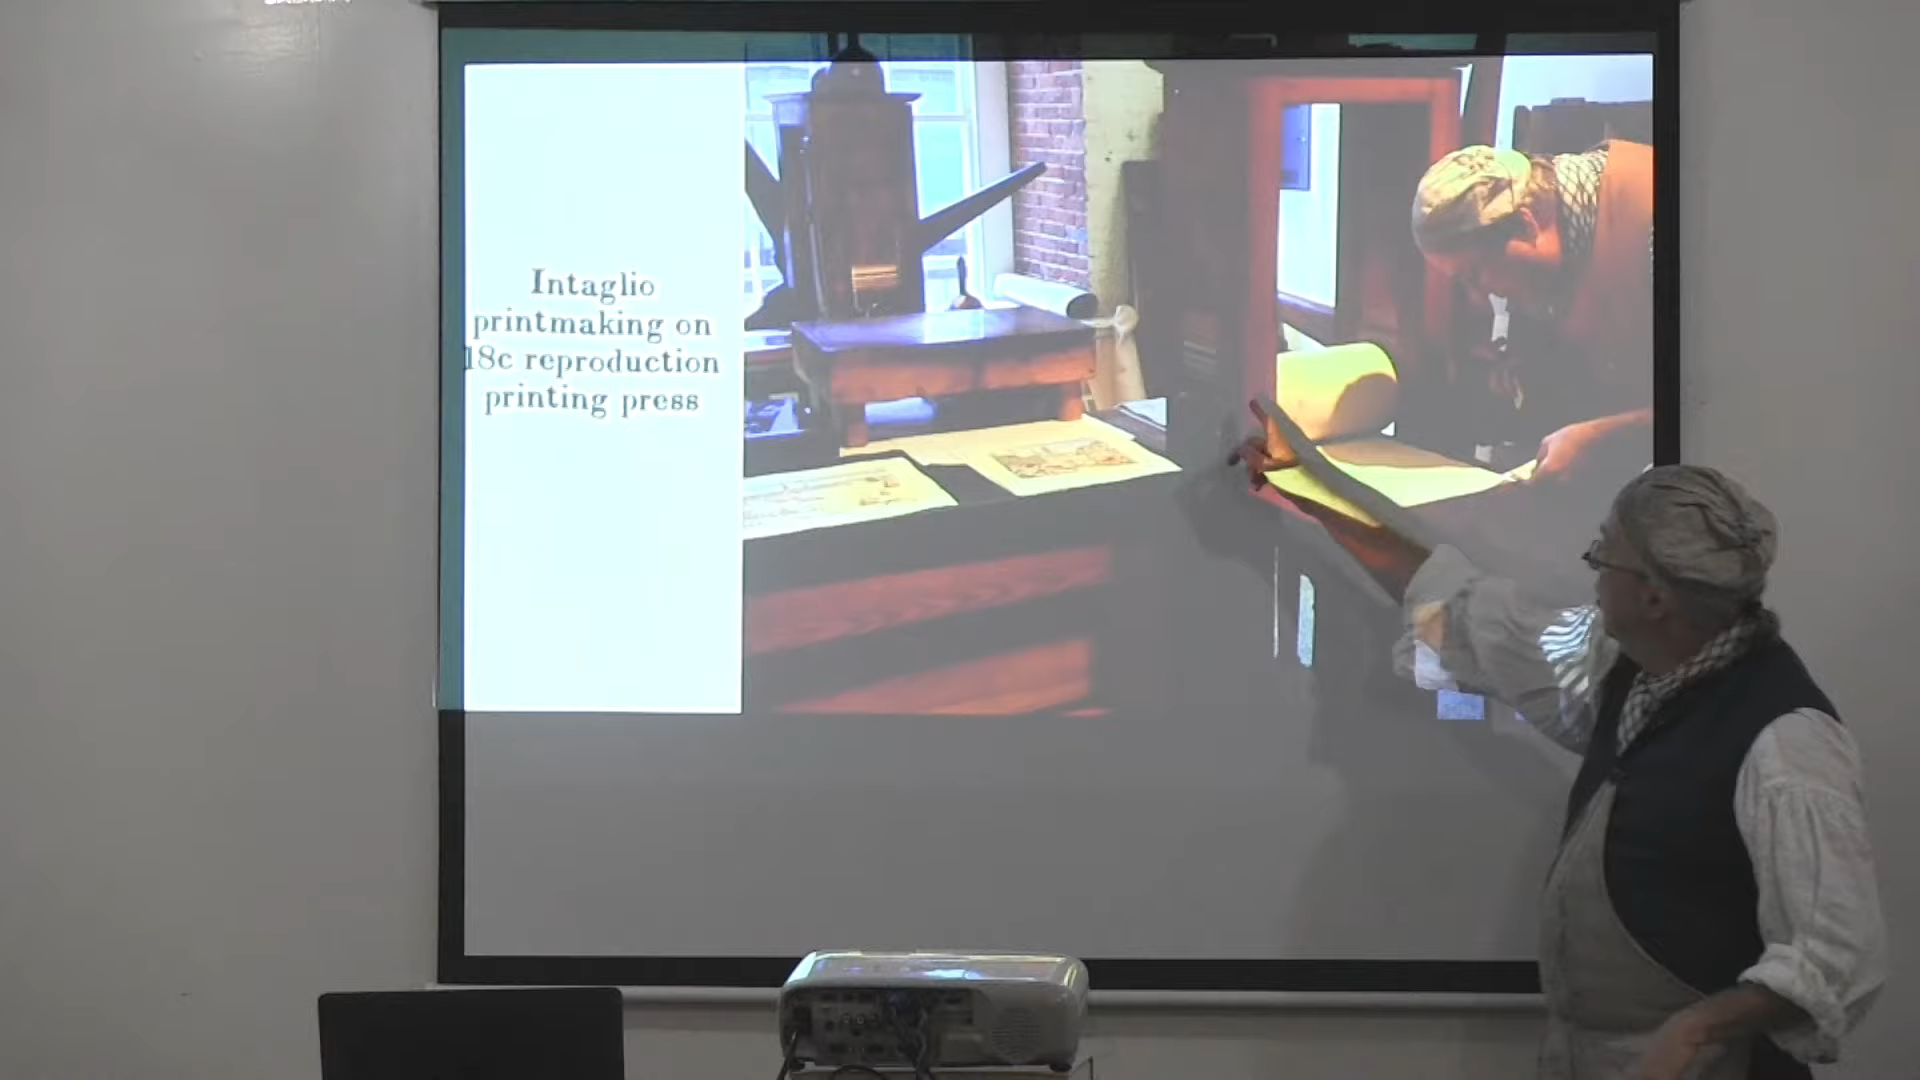 Intaglio
printmaking on
18c reproduction
printing press